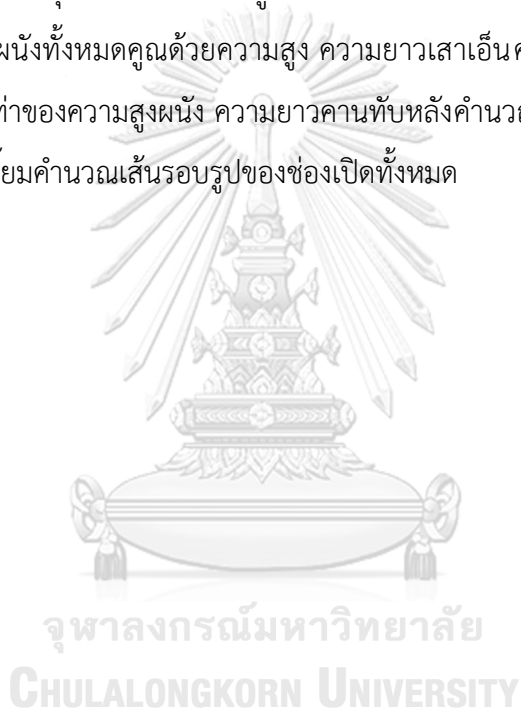 ผนังทั้งหมดคูณด้วยความสูง ความยาวเสาเอ็น
ท่าของความสูงผนัง ความยาวคานทับหลังคำนวณ
ยมคำนวณเส้นรอบรูปของช่องเปิดทั้งหมด
จุฬาลงกรณ์มหาวิทยาลัย
CHULALONGKORN UNIVERSITY